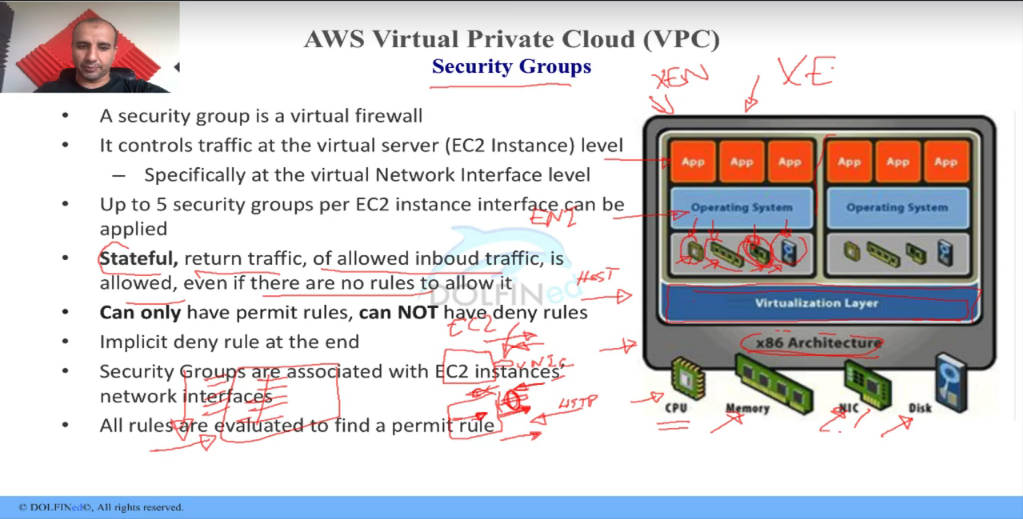 AWS Virtual Private Cloud (VPC)
Security Groups
XEN
XE
• A security group is a virtual firewall
• It controls traffic at the virtual server (EC2 Instance) level
– Specifically at the virtual Network Interface level
• Up to 5 security groups per EC2 instance interface can be
applied
• Stateful, return traffic, of allowed inboud traffic, is
allowed, even if there are no rules to allow it
• Can only have permit rules, can NOT have deny rules
• Implicit deny rule at the end
• Security Groups are associated with EC2 instances'
network interfaces
• All rules are evaluated to find a permit rule
ENI
HOST
EC2
DOLFINed
App App App App App App
Operating System Operating System
Virtualization Layer
x86 Architecture
CPU Memory NIC Disk
© DOLFINed©, All rights reserved.